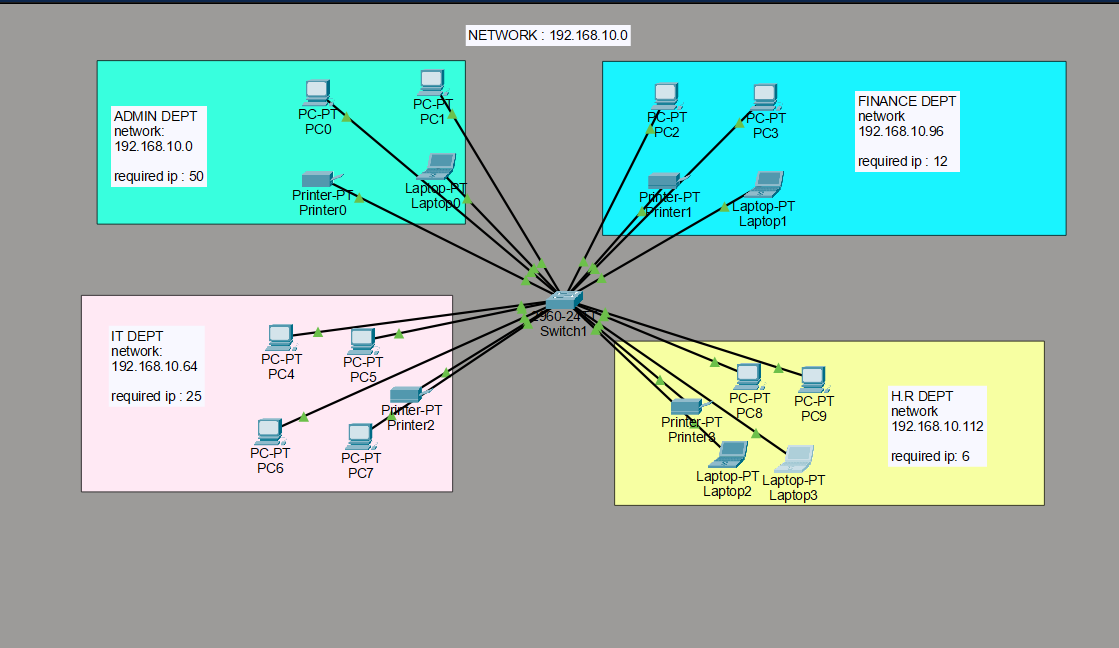 NETWORK : 192.168.10.0
ADMIN DEPT
network:
192.168.10.0
required ip : 50
PC-PT
PC0
PC-PT
PC1
Printer-PT
Printer0
Laptop-PT
Laptop0
PC-PT
PC2
PC-PT
PC3
Printer-PT
Printer1
Laptop-PT
Laptop1
FINANCE DEPT
network
192.168.10.96
required ip : 12
2960-24TT
Switch1
IT DEPT
network:
192.168.10.64
required ip : 25
PC-PT
PC4
PC-PT
PC5
Printer-PT
Printer2
PC-PT
PC6
PC-PT
PC7
PC-PT
PC8
PC-PT
PC9
Printer-PT
Printer3
Laptop-PT
Laptop2
Laptop-PT
Laptop3
H.R DEPT
network
192.168.10.112
required ip: 6